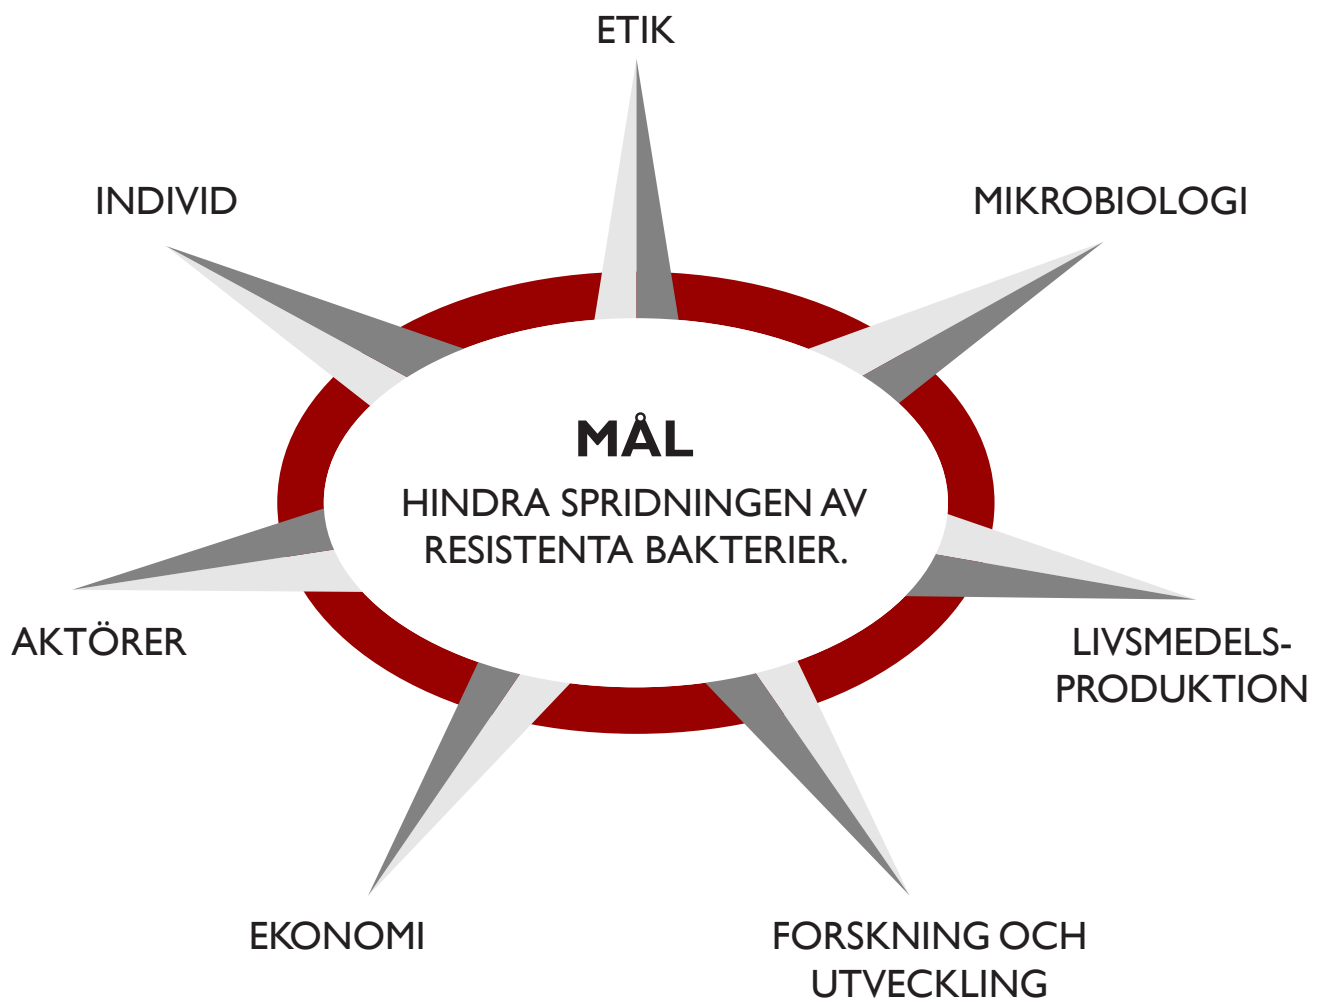 ETIK
INDIVID
MIKROBIOLOGI
MÅL
HINDRA SPRIDNINGEN AV
RESISTENTA BAKTERIER.
AKTÖRER
LIVSMEDELS-
PRODUKTION
EKONOMI
FORSKNING OCH
UTVECKLING